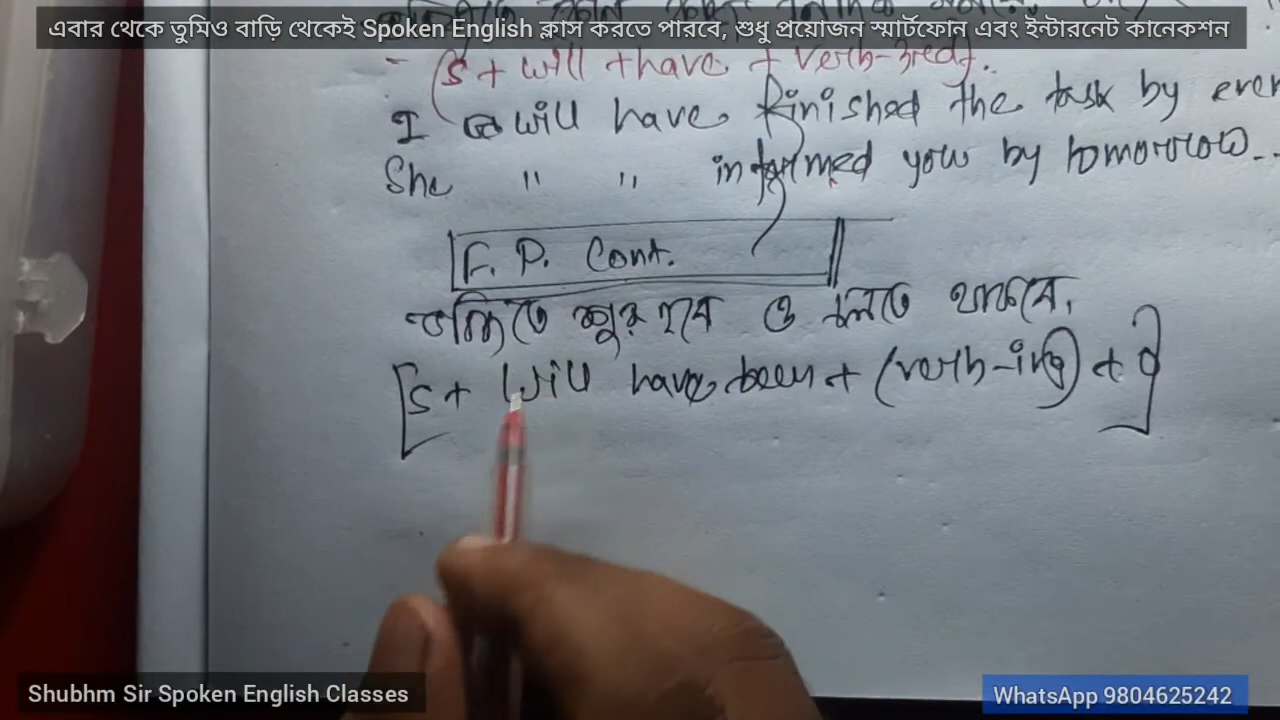 এবার থেকে তুমিও বাড়ি থেকেই Spoken English ক্লাস করতে পারবে, শুধু প্রয়োজন স্মার্টফোন এবং ইন্টারনেট কানেকশন
- (S + will + have + verb-3red).
I will have finished the task by ever
She " " informed you by tomorrow..
F. P. Cont.
ভবিষ্যতে শুরু হবে ও চলতে থাকবে,
[S + will have been + (verb-ing) + O]
Shubhm Sir Spoken English Classes
WhatsApp 9804625242